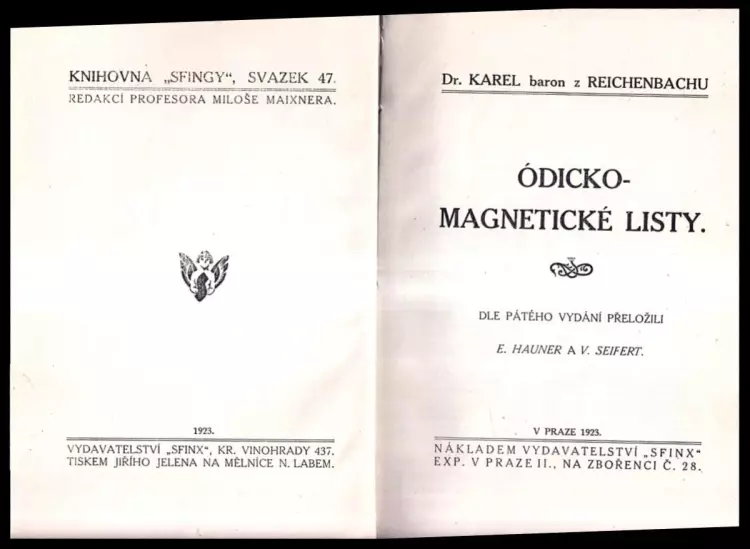 KNIHOVNA „SFINGY“, SVAZEK 47.
REDAKCÍ PROFESORA MILOŠE MAIXNERA.
1923.
VYDAVATELSTVÍ „SFINX“, KR. VINOHRADY 437.
TISKEM JIŘÍHO JELENA NA MĚLNÍCE N. LABEM.
Dr. KAREL baron z REICHENBACHU
ÓDICKO-
MAGNETICKÉ LISTY.
DLE PÁTÉHO VYDÁNÍ PŘELOŽILI
E. HAUNER A V. SEIFERT.
V PRAZE 1923.
NÁKLADEM VYDAVATELSTVÍ „SFINX“
EXP. V PRAZE II., NA ZBOŘENCI Č. 28.